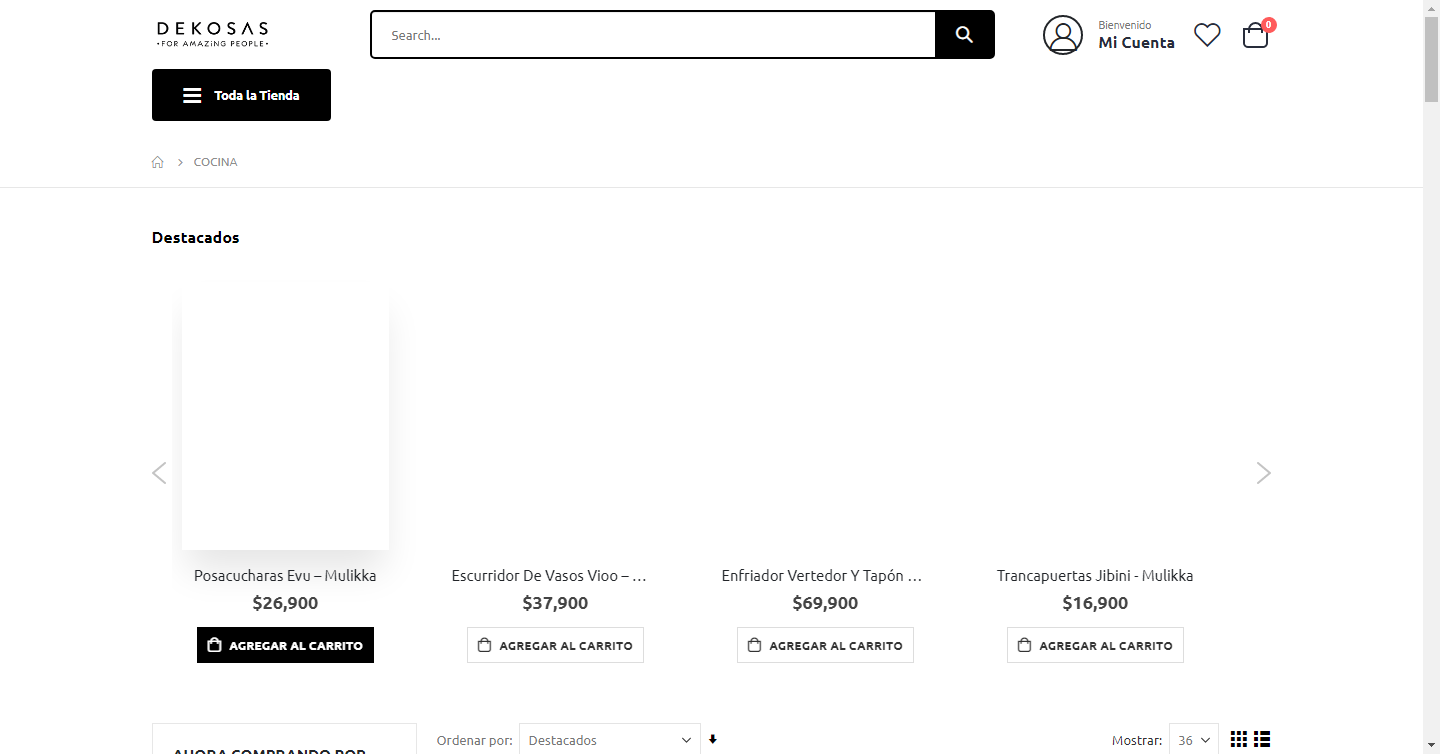 DEKOSAS
•FOR AMAZiNG PEOPLE•
Search...
Bienvenido
Mi Cuenta
0
Toda la Tienda
COCINA
Destacados
Posacucharas Evu – Mulikka
$26,900
AGREGAR AL CARRITO
Escurridor De Vasos Vioo – ...
$37,900
AGREGAR AL CARRITO
Enfriador Vertedor Y Tapón ...
$69,900
AGREGAR AL CARRITO
Trancapuertas Jibini - Mulikka
$16,900
AGREGAR AL CARRITO
AHORA COMPRANDO POR
Ordenar por: Destacados
Mostrar: 36